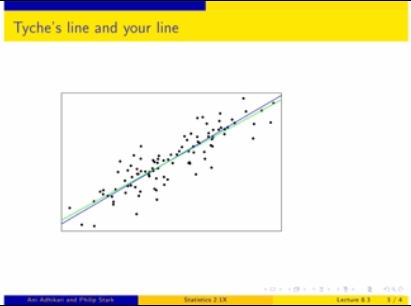 Tyche's line and your line
Ani Adhikari and Philip Stark Statistics 2.1X Lecture 8.3 3 / 4